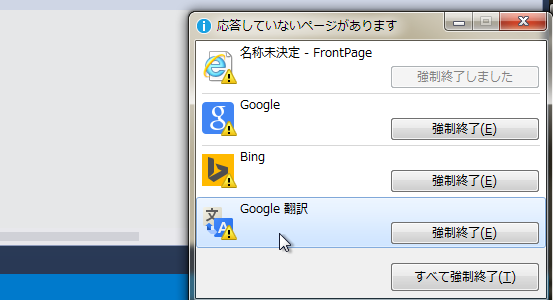 応答していないページがあります
名称未決定 - FrontPage
強制終了しました
Google
強制終了(E)
Bing
強制終了(E)
Google 翻訳
強制終了(E)
すべて強制終了(T)